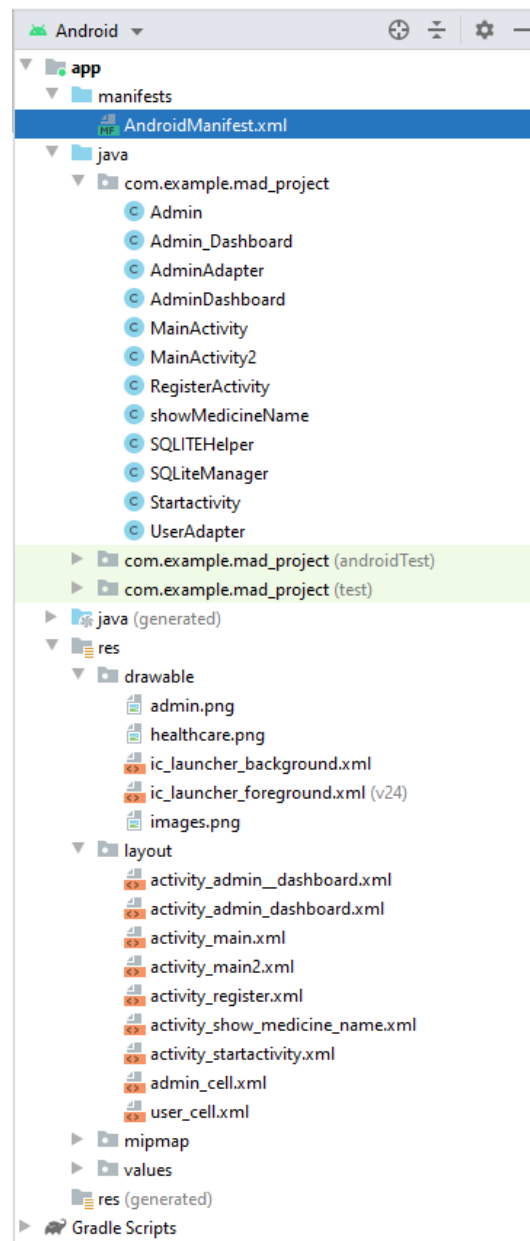 Android
app
manifests
MF AndroidManifest.xml
java
com.example.mad_project
C Admin
C Admin_Dashboard
C AdminAdapter
C AdminDashboard
C MainActivity
C MainActivity2
C RegisterActivity
C showMedicineName
C SQLITEHelper
C SQLiteManager
C Startactivity
C UserAdapter
com.example.mad_project (androidTest)
com.example.mad_project (test)
java (generated)
res
drawable
admin.png
healthcare.png
ic_launcher_background.xml
ic_launcher_foreground.xml (v24)
images.png
layout
activity_admin__dashboard.xml
activity_admin_dashboard.xml
activity_main.xml
activity_main2.xml
activity_register.xml
activity_show_medicine_name.xml
activity_startactivity.xml
admin_cell.xml
user_cell.xml
mipmap
values
res (generated)
Gradle Scripts